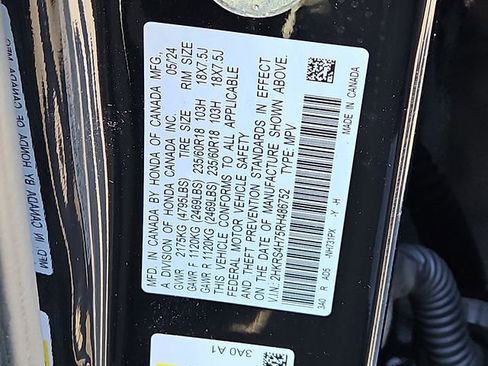 MFD. IN CANADA BY HONDA OF CANADA MFG., 05/24
A DIVISION OF HONDA CANADA INC.
TIRE SIZE RIM SIZE
GVWR 2175KG (4795LBS)
GAWR F 1120KG (2469LBS) 235/60R18 103H 18X7.5J
GAWR R 1120KG (2469LBS) 235/60R18 103H 18X7.5J
THIS VEHICLE CONFORMS TO ALL APPLICABLE
FEDERAL MOTOR VEHICLE SAFETY
AND THEFT PREVENTION STANDARDS IN EFFECT
ON THE DATE OF MANUFACTURE SHOWN ABOVE.
V.I.N.: 2HKRS4H75RH486752 TYPE: MPV
3A0 R AD5 -NH731PX -Y -H
MADE IN CANADA
3A0 A1